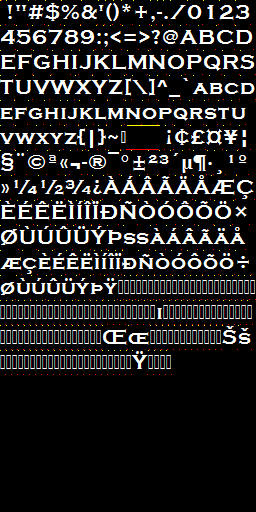 !"#$%&'()*+,-./0123
456789:;<=>?@ABCD
EFGHIJKLMNOPQRS
TUVWXYZ[\]^_`ABCD
EFGHIJKLMNOPQRSTU
VWXYZ{|}~ ¡¢£¤¥¦
§¨©ª«¬-®¯°±²³´µ¶·¸¹º
»¼½¾¿ÀÁÂÃÄÅÆÇ
ÈÉÊËÌÍÎÏÐÑÒÓÔÕÖ×
ØÙÚÛÜÝÞSSÀÁÂÃÄÅ
ÆÇÈÉÊËÌÍÎÏÐÑÒÓÔÕÖ÷
ØÙÚÛÜÝÞŸ
I
ŒœŠš
Ÿ